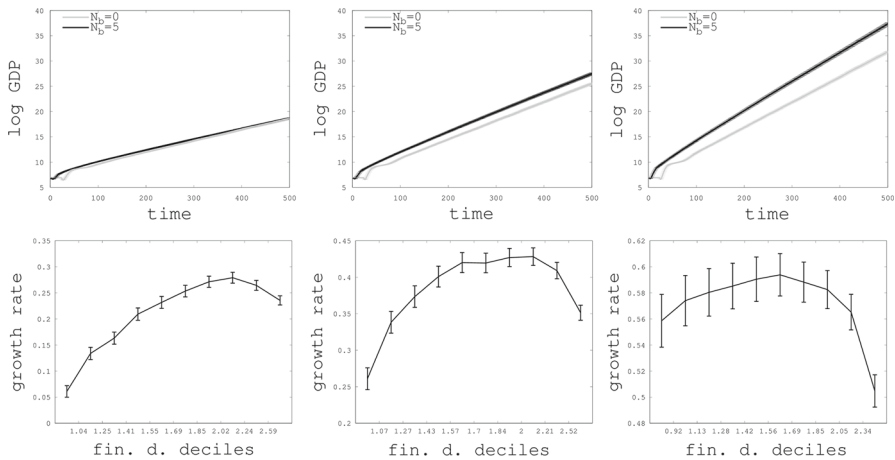 N_b=0 N_b=0 N_b=0
N_b=5 N_b=5 N_b=5
log GDP log GDP log GDP
40 35 30 25 20 15 10 5
40 35 30 25 20 15 10 5
40 35 30 25 20 15 10 5
0 100 200 300 400 500
0 100 200 300 400 500
0 100 200 300 400 500
time time time
growth rate growth rate growth rate
0.35 0.3 0.25 0.2 0.15 0.1 0.05 0
0.45 0.4 0.35 0.3 0.25 0.2
0.62 0.6 0.58 0.56 0.54 0.52 0.5 0.48
1.04 1.25 1.41 1.55 1.69 1.85 2.02 2.24 2.59
1.07 1.27 1.43 1.57 1.7 1.84 2 2.21 2.52
0.92 1.13 1.28 1.42 1.56 1.69 1.85 2.05 2.34
fin. d. deciles fin. d. deciles fin. d. deciles